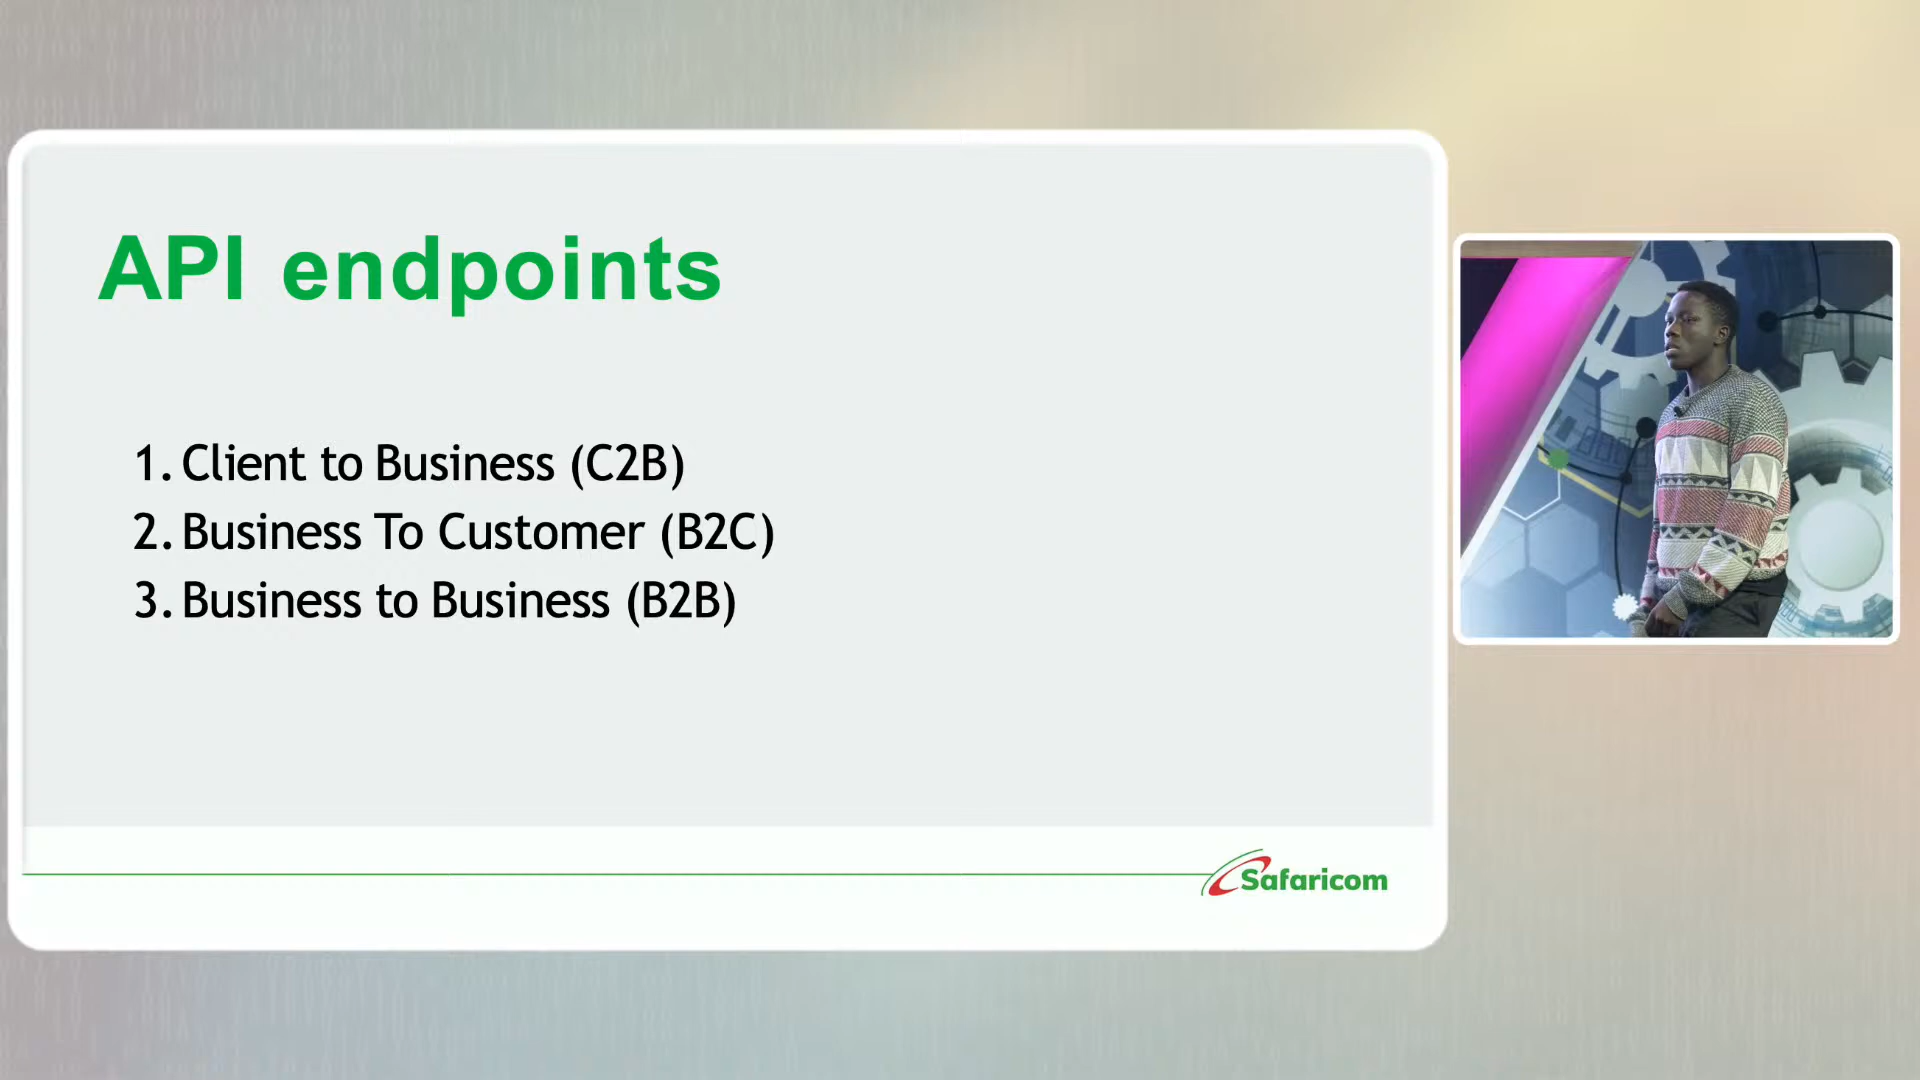 API endpoints
1. Client to Business (C2B)
2. Business To Customer (B2C)
3. Business to Business (B2B)
Safaricom